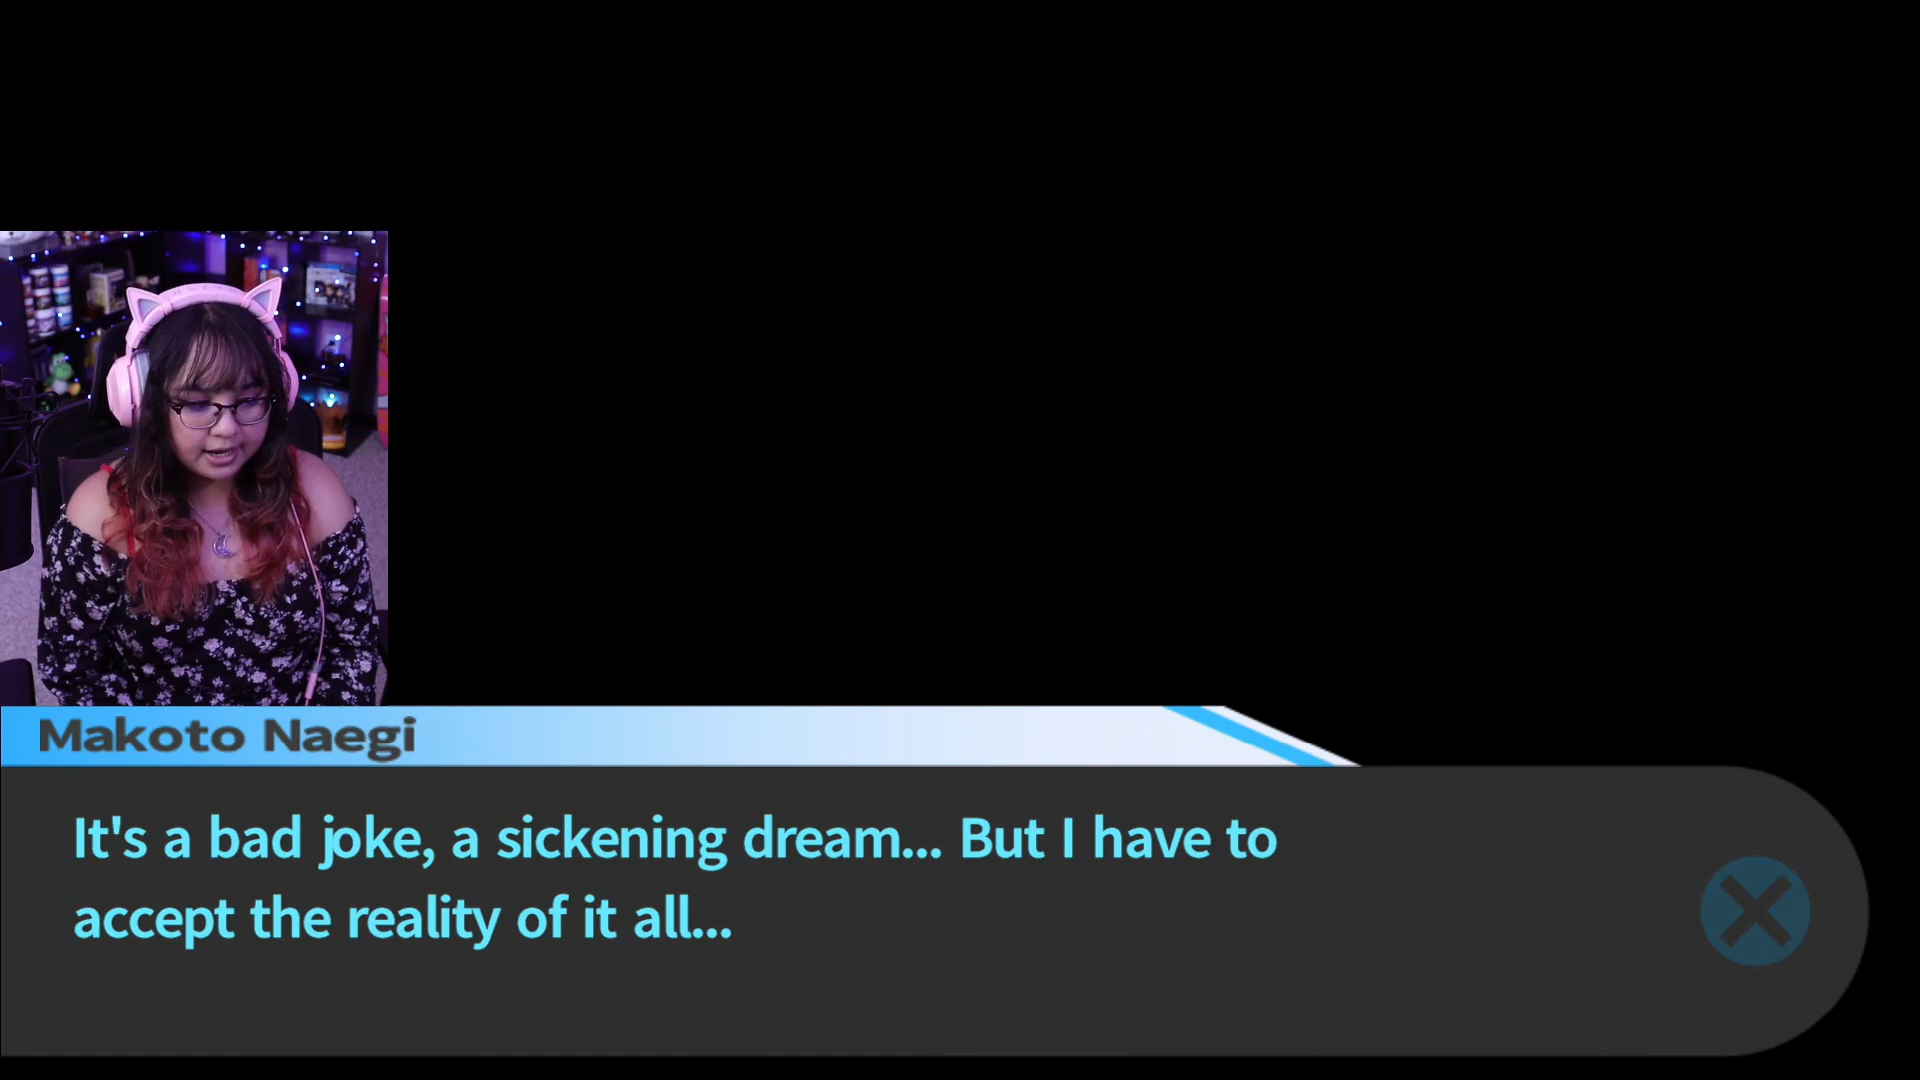 Makoto Naegi
It's a bad joke, a sickening dream... But I have to
accept the reality of it all...